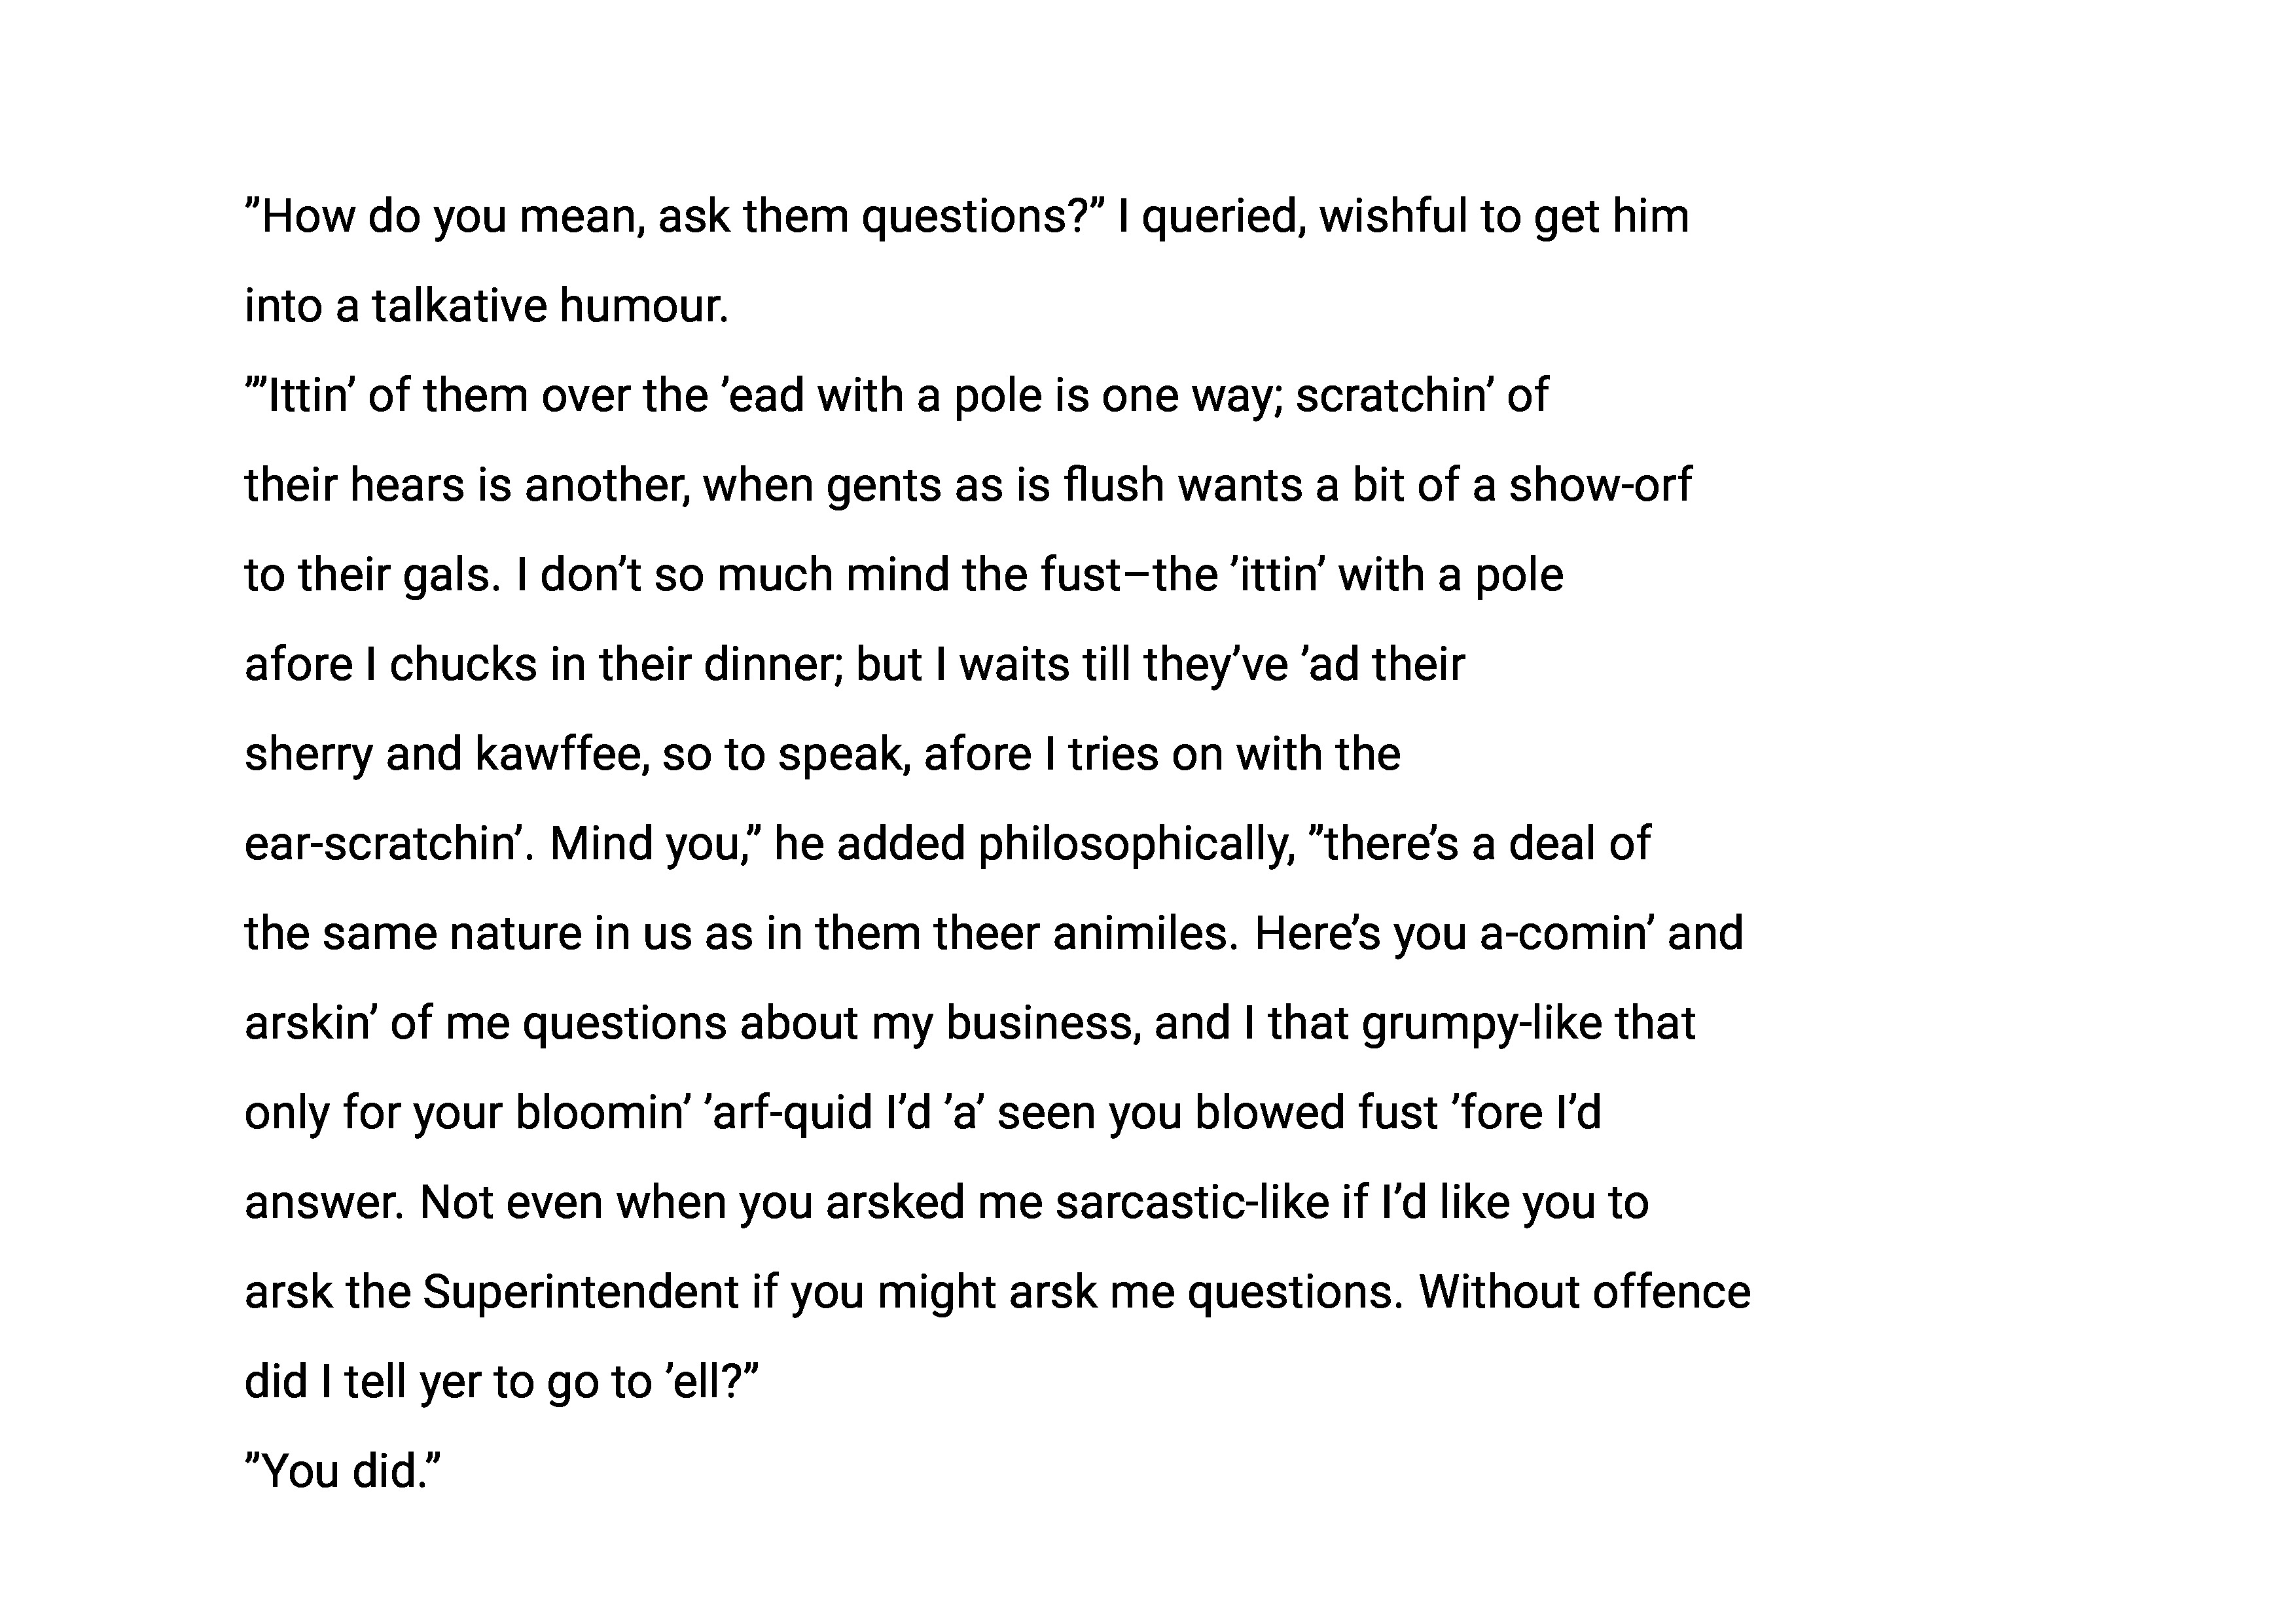 ”How do you mean, ask them questions?” I queried, wishful to get him
into a talkative humour.
”’Ittin’ of them over the ’ead with a pole is one way; scratchin’ of
their hears is another, when gents as is flush wants a bit of a show-orf
to their gals. I don’t so much mind the fust–the ’ittin’ with a pole
afore I chucks in their dinner; but I waits till they’ve ’ad their
sherry and kawffee, so to speak, afore I tries on with the
ear-scratchin’. Mind you,” he added philosophically, ”there’s a deal of
the same nature in us as in them theer animiles. Here’s you a-comin’ and
arskin’ of me questions about my business, and I that grumpy-like that
only for your bloomin’ ’arf-quid I’d ’a’ seen you blowed fust ’fore I’d
answer. Not even when you arsked me sarcastic-like if I’d like you to
arsk the Superintendent if you might arsk me questions. Without offence
did I tell yer to go to ’ell?”
”You did.”